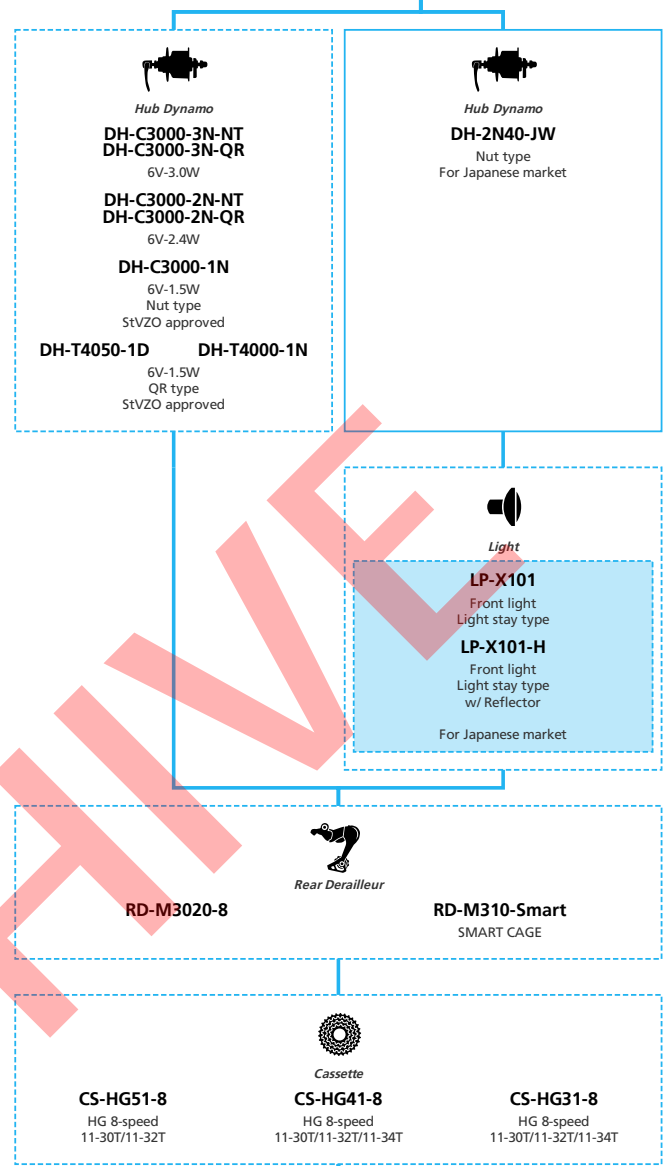 Hub Dynamo
DH-C3000-3N-NT
DH-C3000-3N-QR
6V-3.0W
DH-C3000-2N-NT
DH-C3000-2N-QR
6V-2.4W
DH-C3000-1N
6V-1.5W
Nut type
StVZO approved
DH-T4050-1D DH-T4000-1N
6V-1.5W
QR type
StVZO approved
Hub Dynamo
DH-2N40-JW
Nut type
For Japanese market
Light
LP-X101
Front light
Light stay type
LP-X101-H
Front light
Light stay type
w/ Reflector
For Japanese market
Rear Derailleur
RD-M3020-8
RD-M310-Smart
SMART CAGE
Cassette
CS-HG51-8
HG 8-speed
11-30T/11-32T
CS-HG41-8
HG 8-speed
11-30T/11-32T/11-34T
CS-HG31-8
HG 8-speed
11-30T/11-32T/11-34T
HIVE